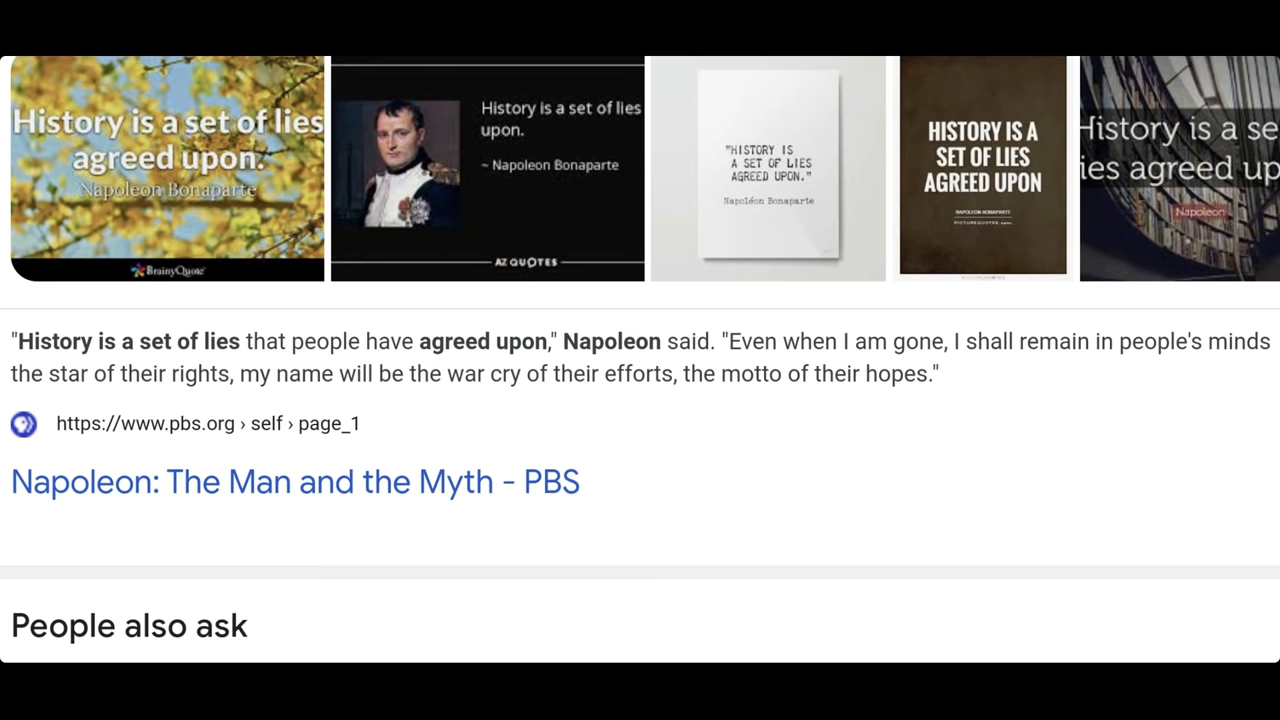 History is a set of lies
agreed upon.
Napoleon Bonaparte
BrainyQuote
History is a set of lies
upon.
~ Napoleon Bonaparte
AZ QUOTES
"HISTORY IS
A SET OF LIES
AGREED UPON."
Napoléon Bonaparte
HISTORY IS A
SET OF LIES
AGREED UPON
NAPOLEON BONAPARTE
PICTUREQUOTES.com
History is a se
ies agreed up
Napoleon
"History is a set of lies that people have agreed upon," Napoleon said. "Even when I am gone, I shall remain in people's minds
the star of their rights, my name will be the war cry of their efforts, the motto of their hopes."
https://www.pbs.org › self › page_1
Napoleon: The Man and the Myth - PBS
People also ask